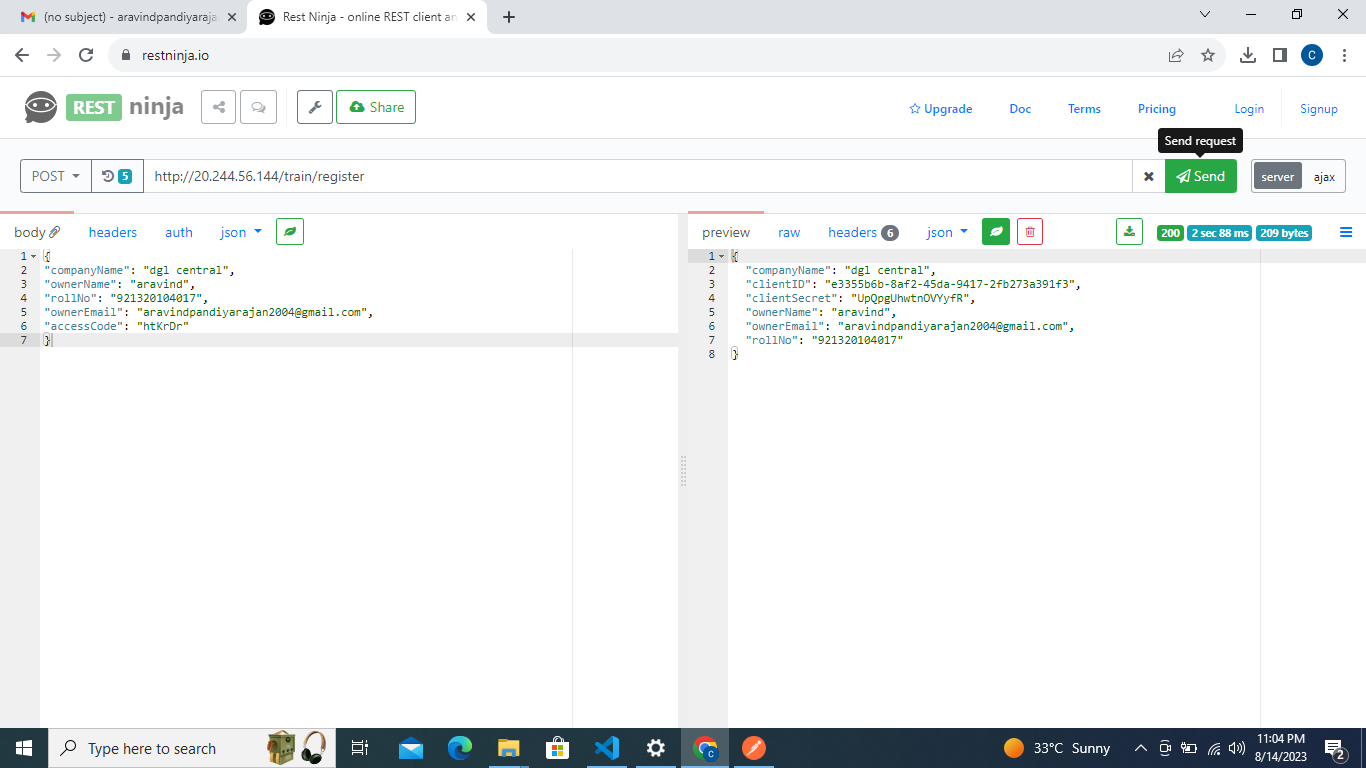 (no subject) - aravindpandiyaraja
Rest Ninja - online REST client an
restninja.io
C
REST ninja
Share
Upgrade
Doc
Terms
Pricing
Login
Signup
Send request
POST
5
http://20.244.56.144/train/register
Send
server
ajax
body
headers
auth
json
1 {
2 "companyName": "dgl central",
3 "ownerName": "aravind",
4 "rollNo": "921320104017",
5 "ownerEmail": "aravindpandiyarajan2004@gmail.com",
6 "accessCode": "htKrDr"
7 }
preview
raw
headers 6
json
200
2 sec 88 ms
209 bytes
1 {
2 "companyName": "dgl central",
3 "clientID": "e3355b6b-8af2-45da-9417-2fb273a391f3",
4 "clientSecret": "UpQpgUhwtnOVYyfR",
5 "ownerName": "aravind",
6 "ownerEmail": "aravindpandiyarajan2004@gmail.com",
7 "rollNo": "921320104017"
8 }
Type here to search
C
33°C Sunny
11:04 PM
8/14/2023
2